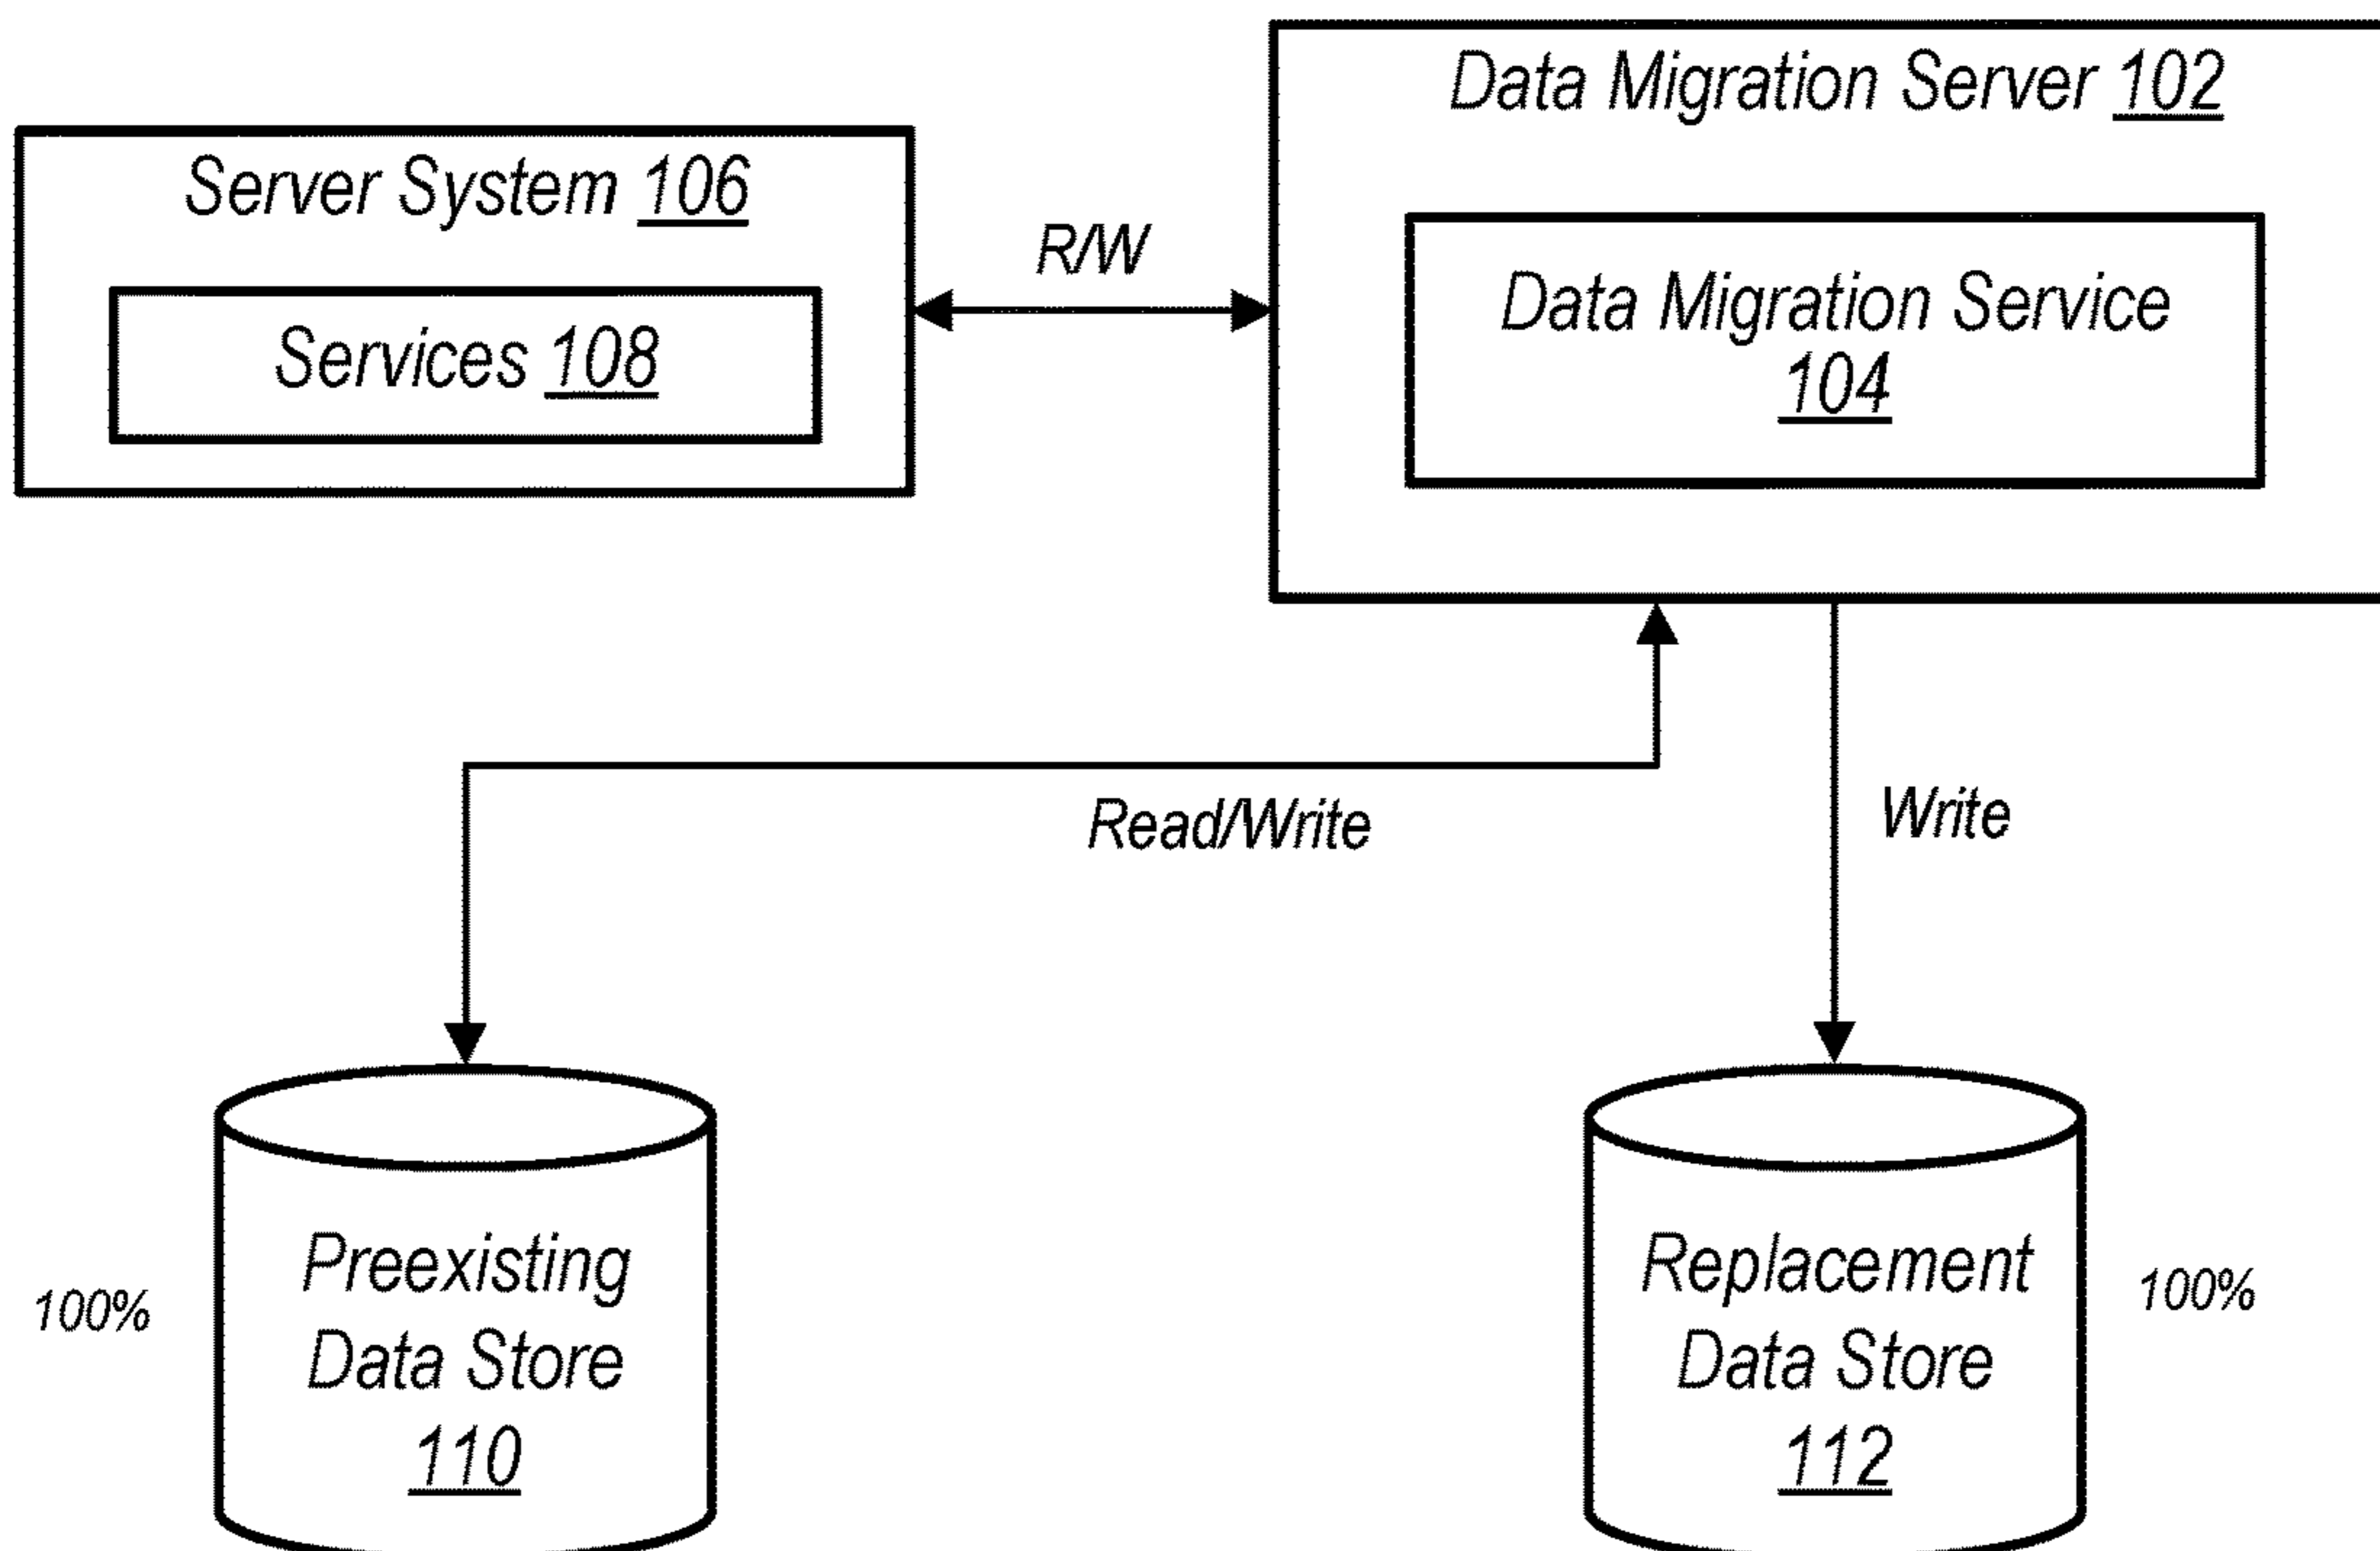 Data Migration Server 102
Server System 106
R/W
Data Migration Service
104
Services 108
Read/Write
Write
Preexisting
Data Store
110
100%
Replacement
Data Store
112
100%